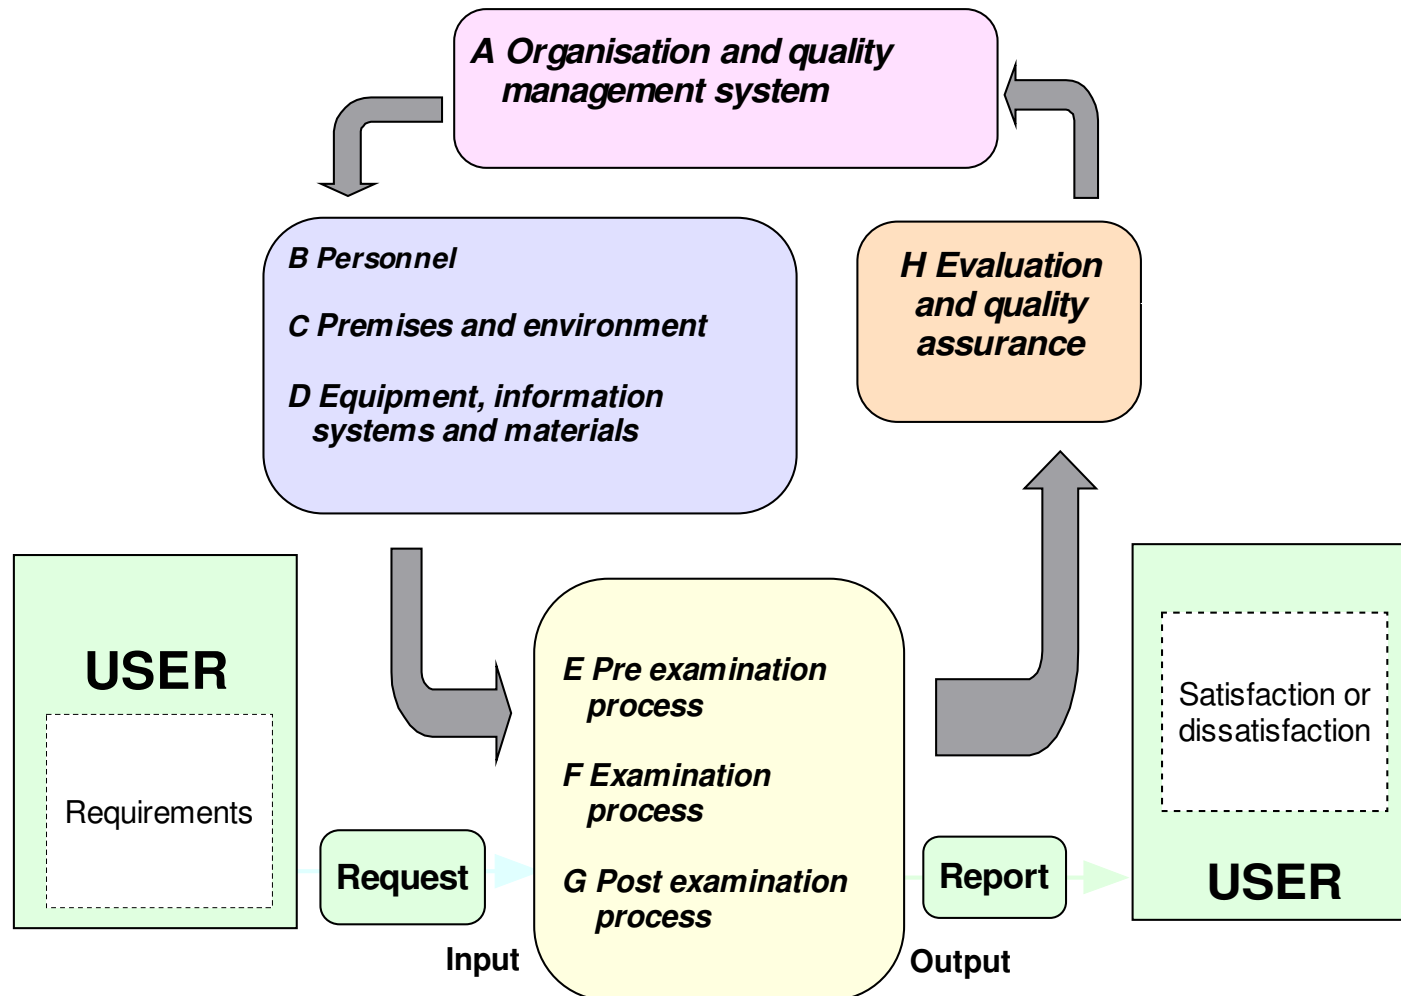 A Organisation and quality
management system
B Personnel
C Premises and environment
D Equipment, information
systems and materials
H Evaluation
and quality
assurance
USER
Requirements
Request
Input
E Pre examination
process
F Examination
process
G Post examination
process
Report
Output
Satisfaction or
dissatisfaction
USER